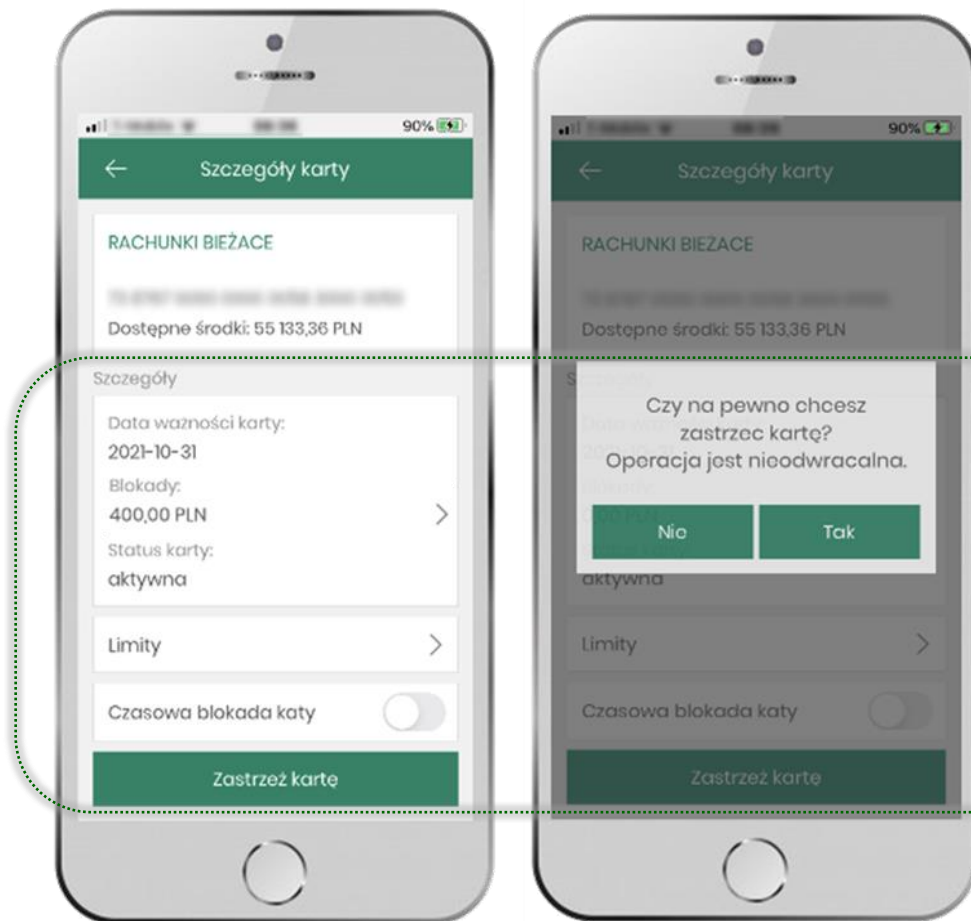 90%
Szczegóły karty
RACHUNKI BIEŻACE
Dostępne środki: 55 133,36 PLN
Szczegóły
Data ważności karty:
2021-10-31
Blokady:
400,00 PLN
Status karty:
aktywna
Limity
Czasowa blokada katy
Zastrzeż kartę
90%
Szczegóły karty
RACHUNKI BIEŻACE
Dostępne środki: 55 133,36 PLN
Czy na pewno chcesz
zastrzec kartę?
Operacja jest nieodwracalna.
Nie
Tak
aktywna
Limity
Czasowa blokada katy
Zastrzeż kartę